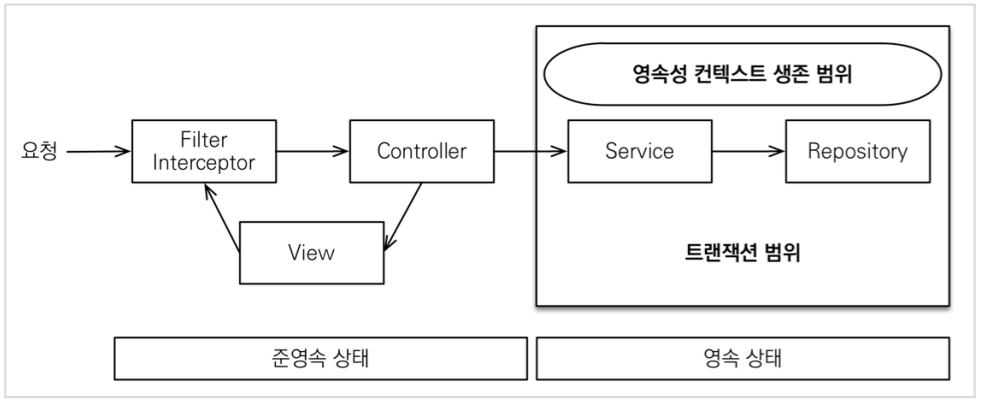 영속성 컨텍스트 생존 범위
요청
Filter
Interceptor
Controller
Service
Repository
View
트랜잭션 범위
준영속 상태
영속 상태